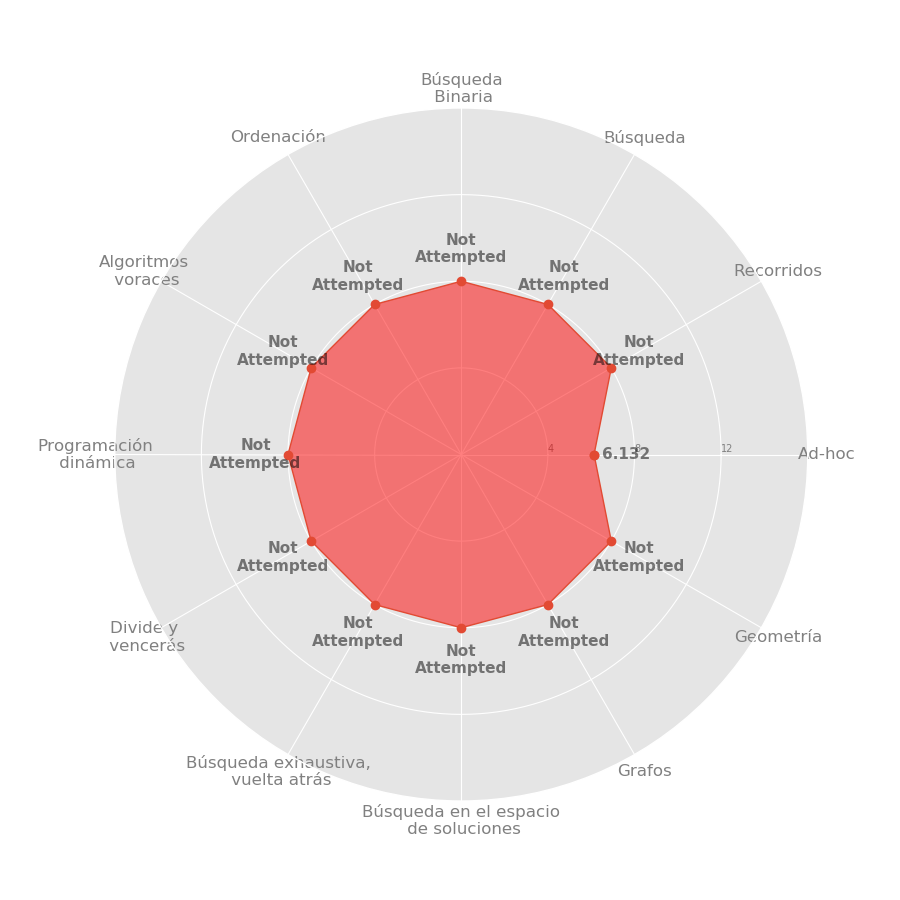 Búsqueda
Binaria
Ordenación
Búsqueda
Algoritmos
voraces
Recorridos
Not
Attempted
Not
Attempted
Not
Attempted
Not
Attempted
Not
Attempted
Programación
dinámica
Not
Attempted
4
6.132
8
12
Ad-hoc
Not
Attempted
Not
Attempted
Divide y
vencerás
Not
Attempted
Not
Attempted
Not
Attempted
Geometría
Búsqueda exhaustiva,
vuelta atrás
Grafos
Búsqueda en el espacio
de soluciones